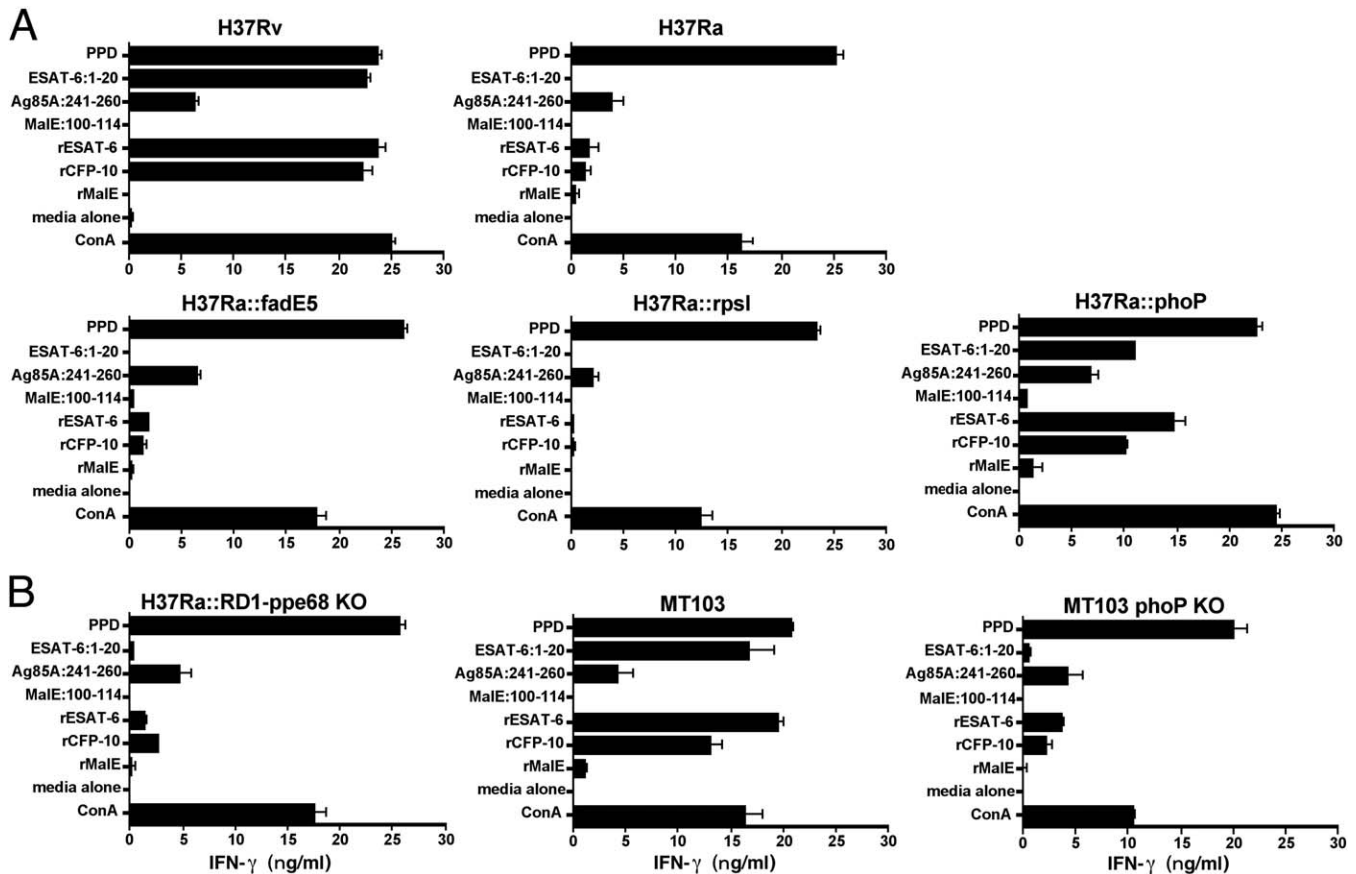 A
H37Rv
PPD
ESAT-6:1-20
Ag85A:241-260
MalE:100-114
rESAT-6
rCFP-10
rMalE
media alone
ConA
0 5 10 15 20 25 30
H37Ra
PPD
ESAT-6:1-20
Ag85A:241-260
MalE:100-114
rESAT-6
rCFP-10
rMalE
media alone
ConA
0 5 10 15 20 25 30
H37Ra::fadE5
PPD
ESAT-6:1-20
Ag85A:241-260
MalE:100-114
rESAT-6
rCFP-10
rMalE
media alone
ConA
0 5 10 15 20 25 30
H37Ra::rpsl
PPD
ESAT-6:1-20
Ag85A:241-260
MalE:100-114
rESAT-6
rCFP-10
rMalE
media alone
ConA
0 5 10 15 20 25 30
H37Ra::phoP
PPD
ESAT-6:1-20
Ag85A:241-260
MalE:100-114
rESAT-6
rCFP-10
rMalE
media alone
ConA
0 5 10 15 20 25 30
B
H37Ra::RD1-ppe68 KO
PPD
ESAT-6:1-20
Ag85A:241-260
MalE:100-114
rESAT-6
rCFP-10
rMalE
media alone
ConA
0 5 10 15 20 25 30
IFN-γ (ng/ml)
MT103
PPD
ESAT-6:1-20
Ag85A:241-260
MalE:100-114
rESAT-6
rCFP-10
rMalE
media alone
ConA
0 5 10 15 20 25 30
IFN-γ (ng/ml)
MT103 phoP KO
PPD
ESAT-6:1-20
Ag85A:241-260
MalE:100-114
rESAT-6
rCFP-10
rMalE
media alone
ConA
0 5 10 15 20 25 30
IFN-γ (ng/ml)